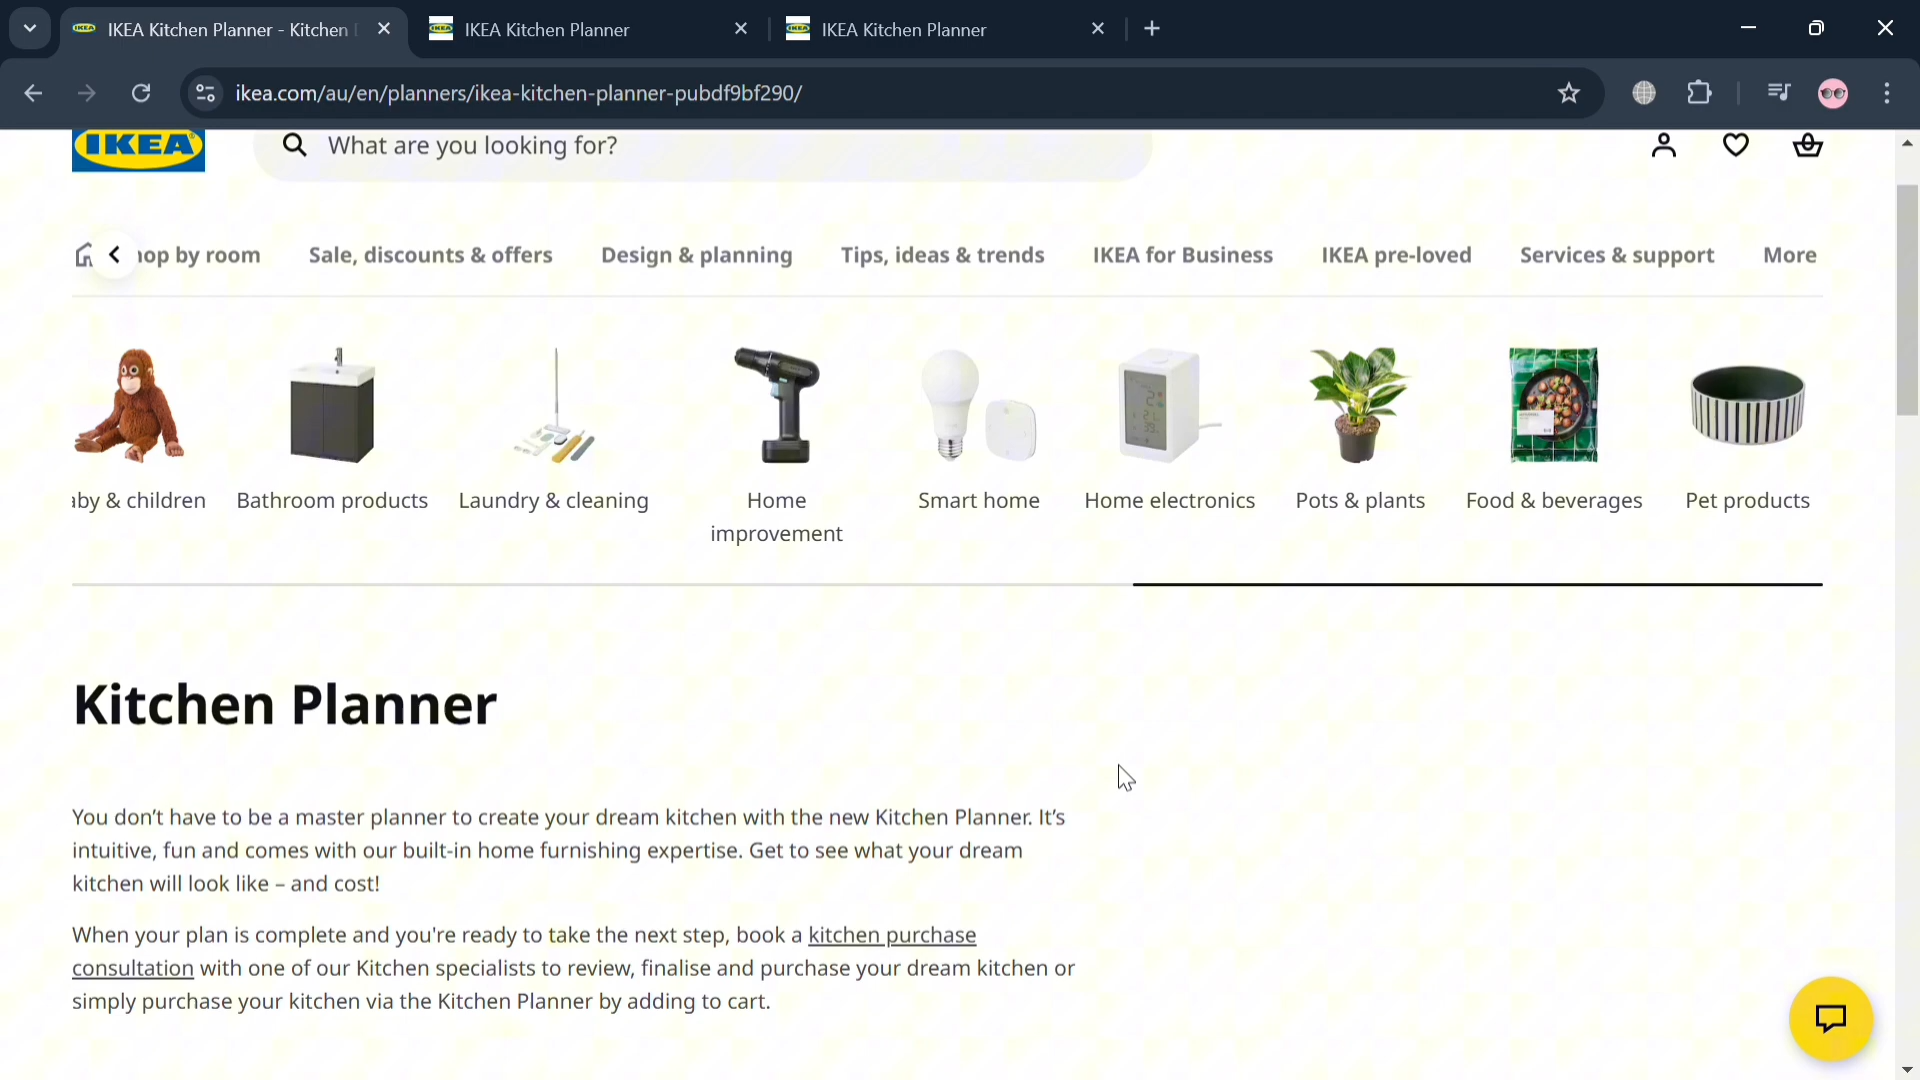 IKEA Kitchen Planner - Kitchen
IKEA Kitchen Planner
IKEA Kitchen Planner
ikea.com/au/en/planners/ikea-kitchen-planner-pubdf9bf290/
IKEA
What are you looking for?
hop by room
Sale, discounts & offers
Design & planning
Tips, ideas & trends
IKEA for Business
IKEA pre-loved
Services & support
More
aby & children
Bathroom products
Laundry & cleaning
Home
improvement
Smart home
Home electronics
Pots & plants
Food & beverages
Pet products
Kitchen Planner
You don't have to be a master planner to create your dream kitchen with the new Kitchen Planner. It's
intuitive, fun and comes with our built-in home furnishing expertise. Get to see what your dream
kitchen will look like – and cost!
When your plan is complete and you're ready to take the next step, book a kitchen purchase
consultation with one of our Kitchen specialists to review, finalise and purchase your dream kitchen or
simply purchase your kitchen via the Kitchen Planner by adding to cart.